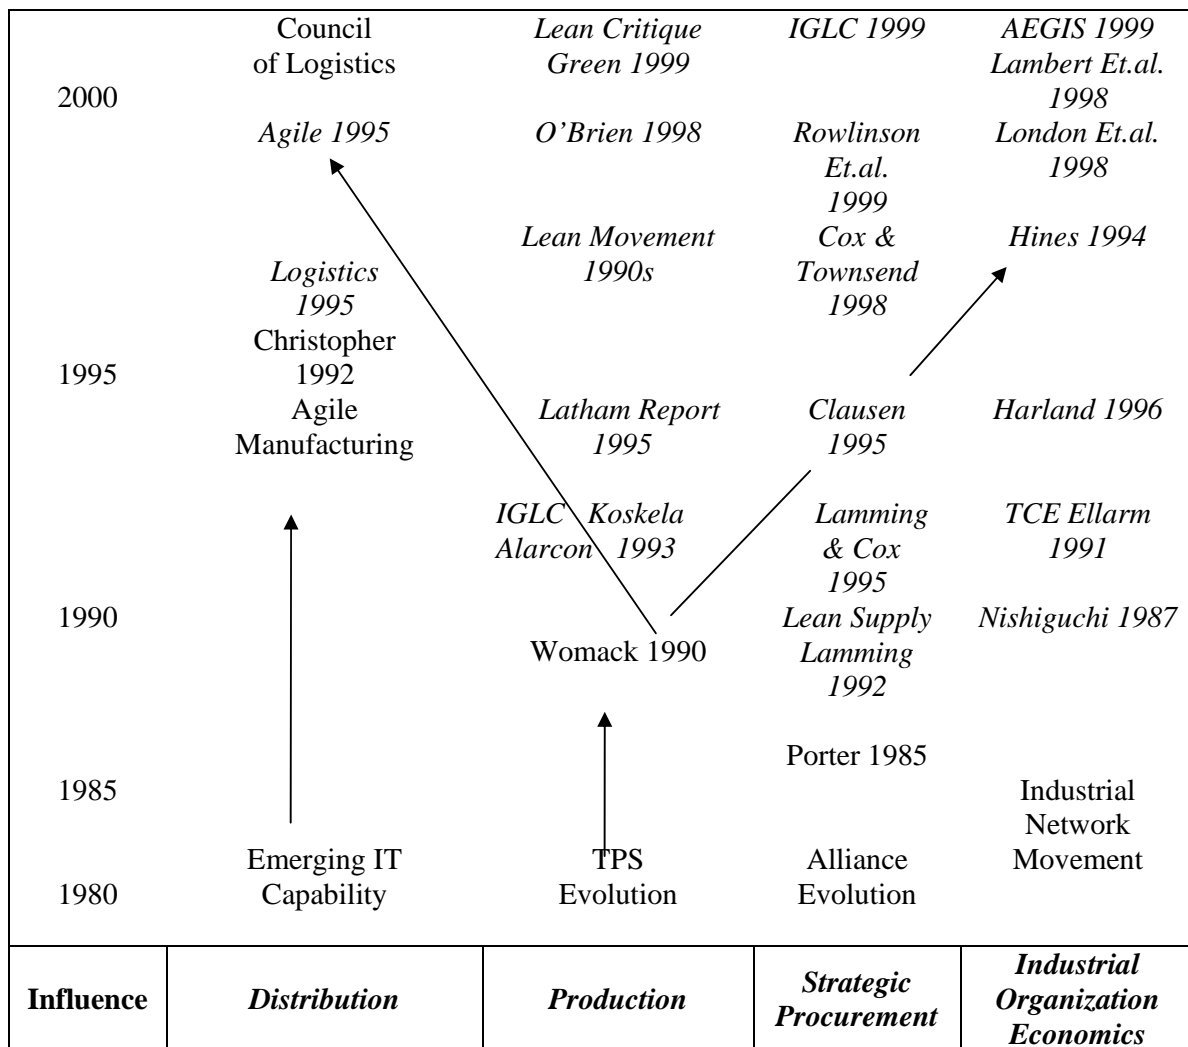 Council
of Logistics
Lean Critique
Green 1999
IGLC 1999
AEGIS 1999
Lambert Et.al.
1998
2000
Agile 1995
O’Brien 1998
Rowlinson
Et.al.
1999
London Et.al.
1998
Lean Movement
1990s
Cox &
Townsend
1998
Hines 1994
Logistics
1995
Christopher
1992
1995
Agile
Manufacturing
Latham Report
1995
Clausen
1995
Harland 1996
IGLC Koskela
Alarcon 1993
Lamming
& Cox
1995
TCE Ellarm
1991
1990
Womack 1990
Lean Supply
Lamming
1992
Nishiguchi 1987
Porter 1985
1985
Industrial
Network
Movement
Emerging IT
Capability
TPS
Evolution
Alliance
Evolution
1980
Influence
Distribution
Production
Strategic
Procurement
Industrial
Organization
Economics